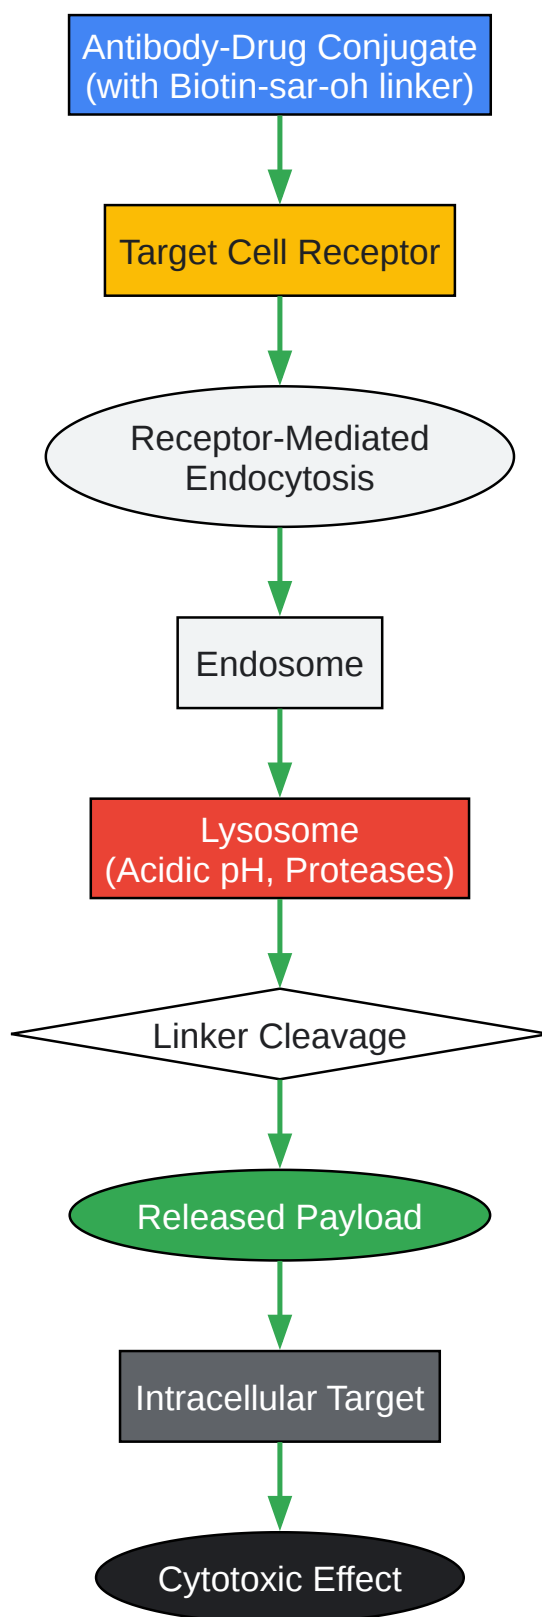 Antibody-Drug Conjugate
(with Biotin-sar-oh linker)
Target Cell Receptor
Receptor-Mediated
Endocytosis
Endosome
Lysosome
(Acidic pH, Proteases)
Linker Cleavage
Released Payload
Intracellular Target
Cytotoxic Effect